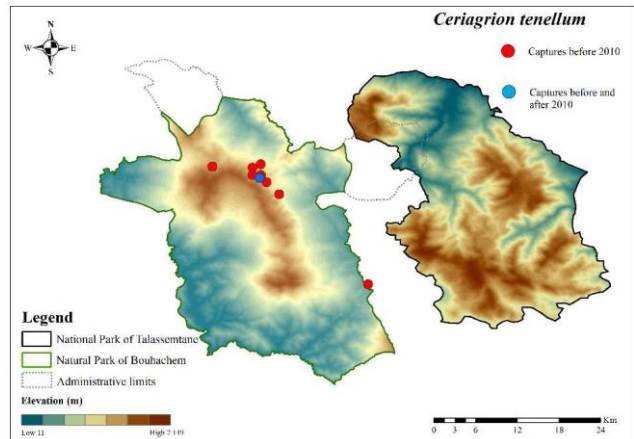 Ceriagrion tenellum
N
W E
S
Captures before 2010
Captures before and
after 2010
Legend
National Park of Talassemtane
Natural Park of Bouhachem
Administrative limits
Elevation (m)
Low 11
High 2 149
Km
0 3 6 12 18 24